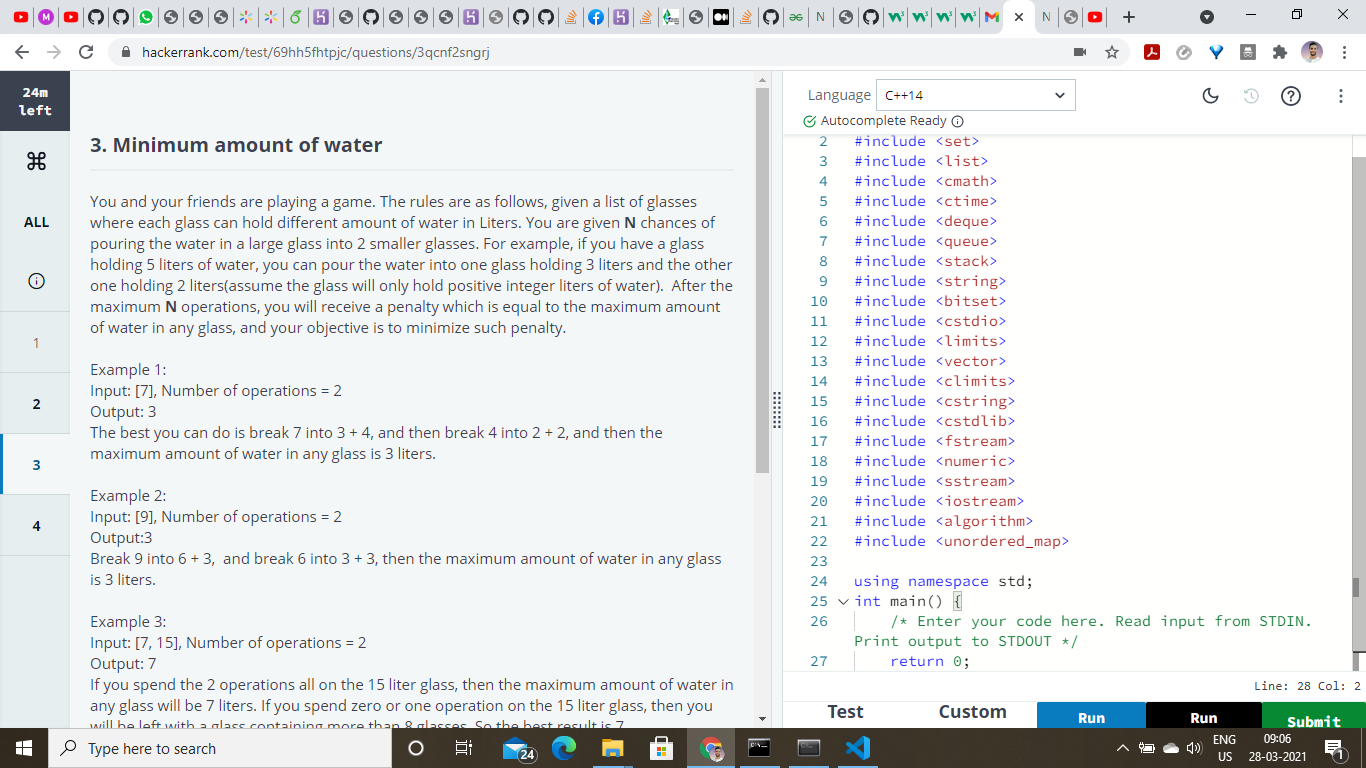 hackerrank.com/test/69hh5fhtpjc/questions/3qcnf2sngrj
24m
left
ALL
1
2
3
4
3. Minimum amount of water
You and your friends are playing a game. The rules are as follows, given a list of glasses
where each glass can hold different amount of water in Liters. You are given N chances of
pouring the water in a large glass into 2 smaller glasses. For example, if you have a glass
holding 5 liters of water, you can pour the water into one glass holding 3 liters and the other
one holding 2 liters(assume the glass will only hold positive integer liters of water).  After the
maximum N operations, you will receive a penalty which is equal to the maximum amount
of water in any glass, and your objective is to minimize such penalty.
Example 1:
Input: [7], Number of operations = 2
Output: 3
The best you can do is break 7 into 3 + 4, and then break 4 into 2 + 2, and then the
maximum amount of water in any glass is 3 liters.
Example 2:
Input: [9], Number of operations = 2
Output:3
Break 9 into 6 + 3,  and break 6 into 3 + 3, then the maximum amount of water in any glass
is 3 liters.
Example 3:
Input: [7, 15], Number of operations = 2
Output: 7
If you spend the 2 operations all on the 15 liter glass, then the maximum amount of water in
any glass will be 7 liters. If you spend zero or one operation on the 15 liter glass, then you
will be left with a glass containing more than 8 glasses. So the best result is 7
Language C++14
Autocomplete Ready
2 #include <set>
3 #include <list>
4 #include <cmath>
5 #include <ctime>
6 #include <deque>
7 #include <queue>
8 #include <stack>
9 #include <string>
10 #include <bitset>
11 #include <cstdio>
12 #include <limits>
13 #include <vector>
14 #include <climits>
15 #include <cstring>
16 #include <cstdlib>
17 #include <fstream>
18 #include <numeric>
19 #include <sstream>
20 #include <iostream>
21 #include <algorithm>
22 #include <unordered_map>
23
24 using namespace std;
25 int main() {
26 /* Enter your code here. Read input from STDIN.
Print output to STDOUT */
27 return 0;
Line: 28 Col: 2
Test Custom Run Run Submit
Type here to search
24
ENG
US
09:06
28-03-2021
1